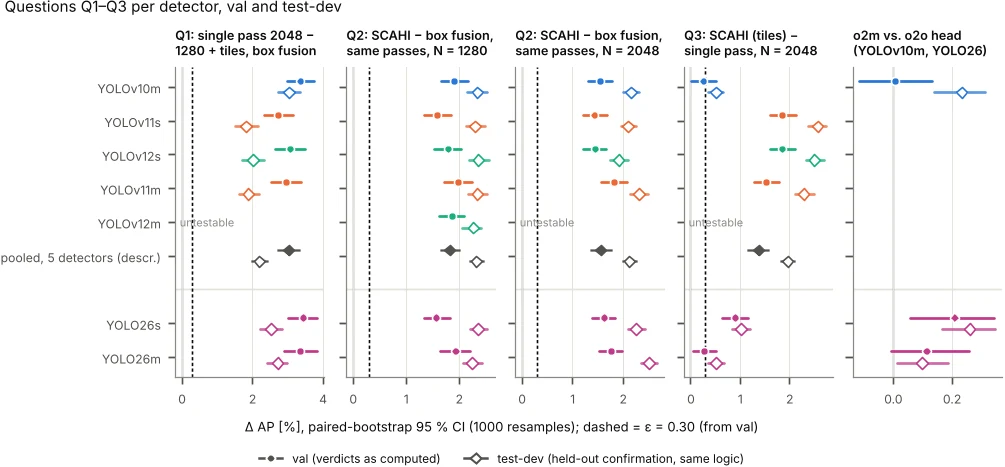 Questions Q1–Q3 per detector, val and test-dev
Q1: single pass 2048 −
1280 + tiles, box fusion
Q2: SCAHI − box fusion,
same passes, N = 1280
Q2: SCAHI − box fusion,
same passes, N = 2048
Q3: SCAHI (tiles) −
single pass, N = 2048
o2m vs. o2o head
(YOLOv10m, YOLO26)
YOLOv10m
YOLOv11s
YOLOv12s
YOLOv11m
YOLOv12m
pooled, 5 detectors (descr.)
YOLO26s
YOLO26m
untestable
untestable
untestable
0 2 4
0 1 2
0 1 2
0 1 2
0.0 0.2
Δ AP [%], paired-bootstrap 95 % CI (1000 resamples); dashed = ε = 0.30 (from val)
val (verdicts as computed)
test-dev (held-out confirmation, same logic)